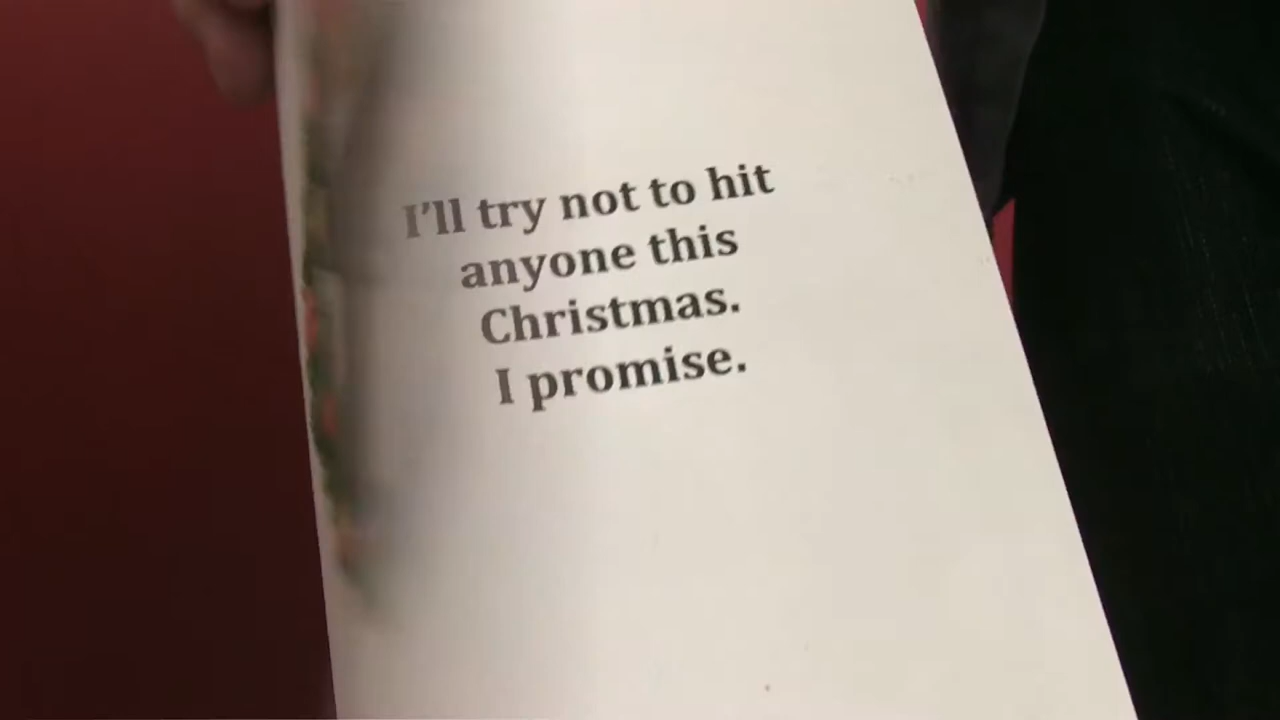 I'll try not to hit
anyone this
Christmas.
I promise.